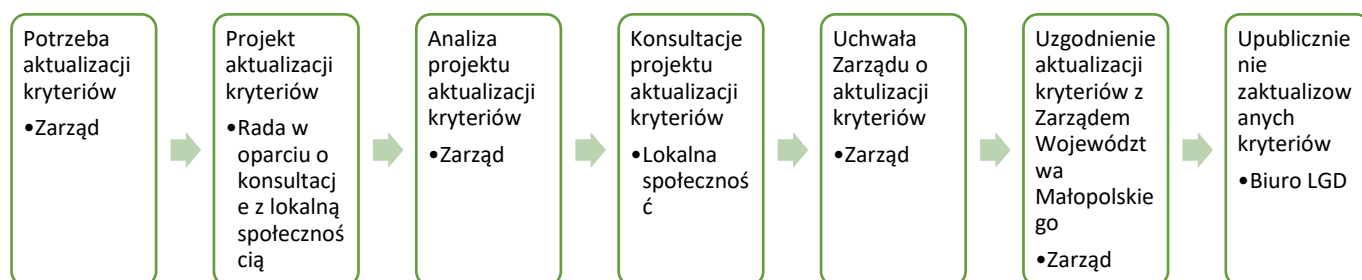 Potrzeba
aktualizacji
kryteriów
•Zarząd
Projekt
aktualizacji
kryteriów
•Rada w
oparciu o
konsultacj
e z lokalną
społeczno
ścią
Analiza
projektu
aktualizacji
kryteriów
•Zarząd
Konsultacje
projektu
aktualizacji
kryteriów
•Lokalna
społecznoś
ć
Uchwała
Zarządu o
aktulizacji
kryteriów
•Zarząd
Uzgodnienie
aktualizacji
kryteriów z
Zarządem
Województ
wa
Małopolskie
go
•Zarząd
Upublicznie
nie
zaktualizow
anych
kryteriów
•Biuro LGD